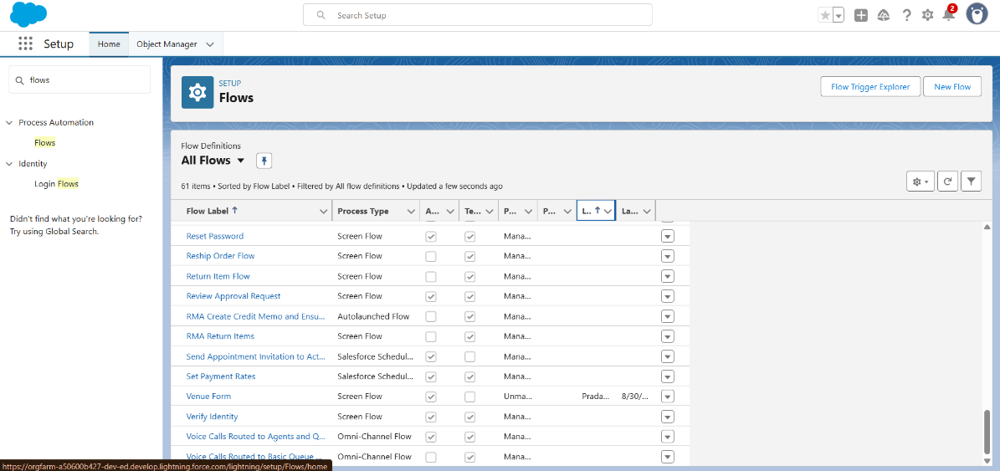 Search Setup
2
Setup
Home
Object Manager
flows
Process Automation
Flows
Identity
Login Flows
Didn't find what you're looking for?
Try using Global Search.
SETUP
Flows
Flow Trigger Explorer
New Flow
Flow Definitions
All Flows
61 items • Sorted by Flow Label • Filtered by All flow definitions • Updated a few seconds ago
Flow Label ↑ Process Type A... Te... P... P... L.. ↑ La...
Reset Password Screen Flow Mana...
Reship Order Flow Screen Flow Mana...
Return Item Flow Screen Flow Mana...
Review Approval Request Screen Flow Mana...
RMA Create Credit Memo and Ensu... Autolaunched Flow Mana...
RMA Return Items Screen Flow Mana...
Send Appointment Invitation to Act... Salesforce Schedul... Mana...
Set Payment Rates Salesforce Schedul... Mana...
Venue Form Screen Flow Unma... Prada... 8/30/...
Verify Identity Screen Flow Mana...
Voice Calls Routed to Agents and Q... Omni-Channel Flow Mana...
Voice Calls Routed to Basic Queue ... Omni-Channel Flow Mana...
https://orgfarm-a50600b427-dev-ed.develop.lightning.force.com/lightning/setup/Flows/home